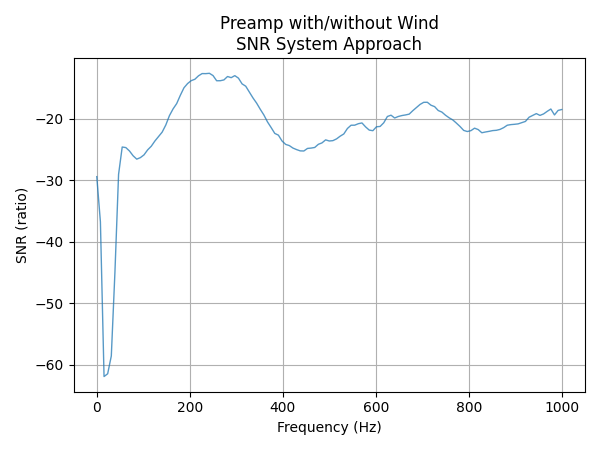 Preamp with/without Wind
SNR System Approach
SNR (ratio)
−20
−30
−40
−50
−60
0 200 400 600 800 1000
Frequency (Hz)